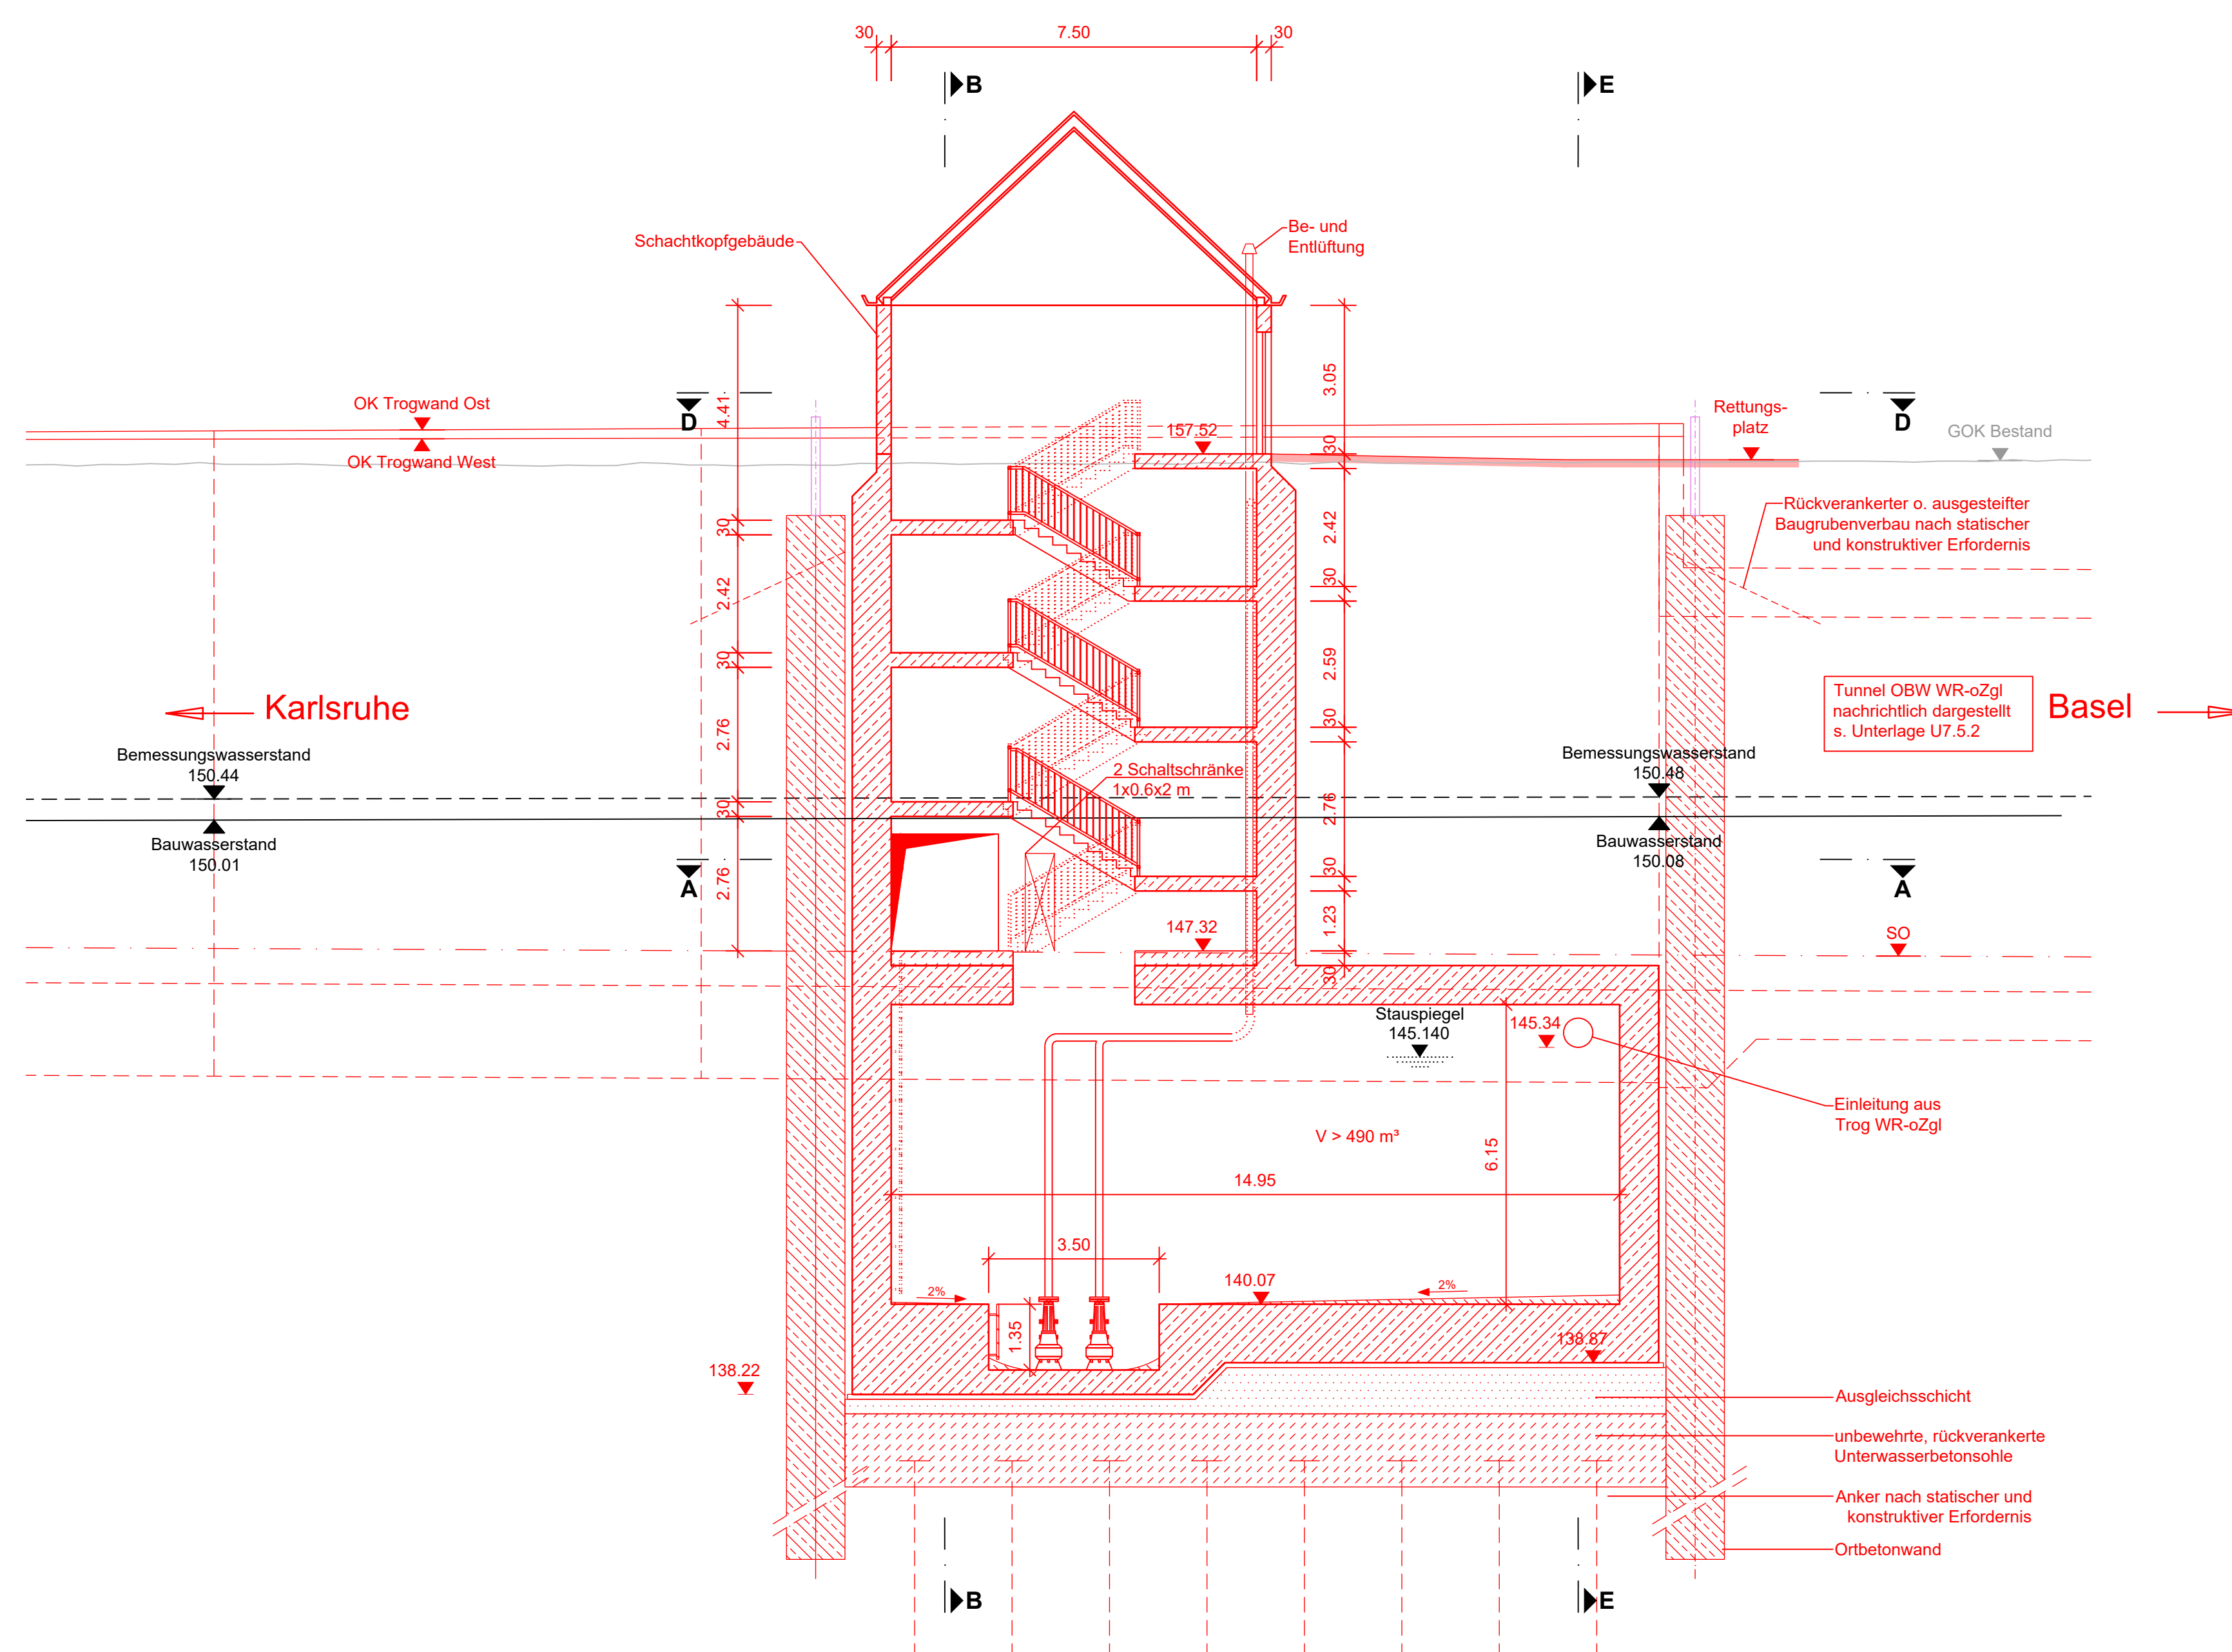 30
7.50
30
B
E
Schachtkopfgebäude
Be- und
Entlüftung
4.41
3.05
OK Trogwand Ost
OK Trogwand West
D
D
Rettungs-
platz
GOK Bestand
157.52
30
Rückverankerter o. ausgesteifter
Baugrubenverbau nach statischer
und konstruktiver Erfordernis
30
2.42
2.42
30
30
2.59
2.76
30
Karlsruhe
Tunnel OBW WR-oZgl
nachrichtlich dargestellt
s. Unterlage U7.5.2
Basel
Bemessungswasserstand
150.44
Bemessungswasserstand
150.48
2 Schaltschränke
1x0.6x2 m
30
2.76
Bauwasserstand
150.01
Bauwasserstand
150.08
A
A
2.76
30
1.23
147.32
SO
30
Stauspiegel
145.140
145.34
Einleitung aus
Trog WR-oZgl
V > 490 m³
6.15
14.95
3.50
2%
140.07
2%
1.35
138.87
138.22
Ausgleichsschicht
unbewehrte, rückverankerte
Unterwasserbetonsohle
Anker nach statischer und
konstruktiver Erfordernis
Ortbetonwand
B
E